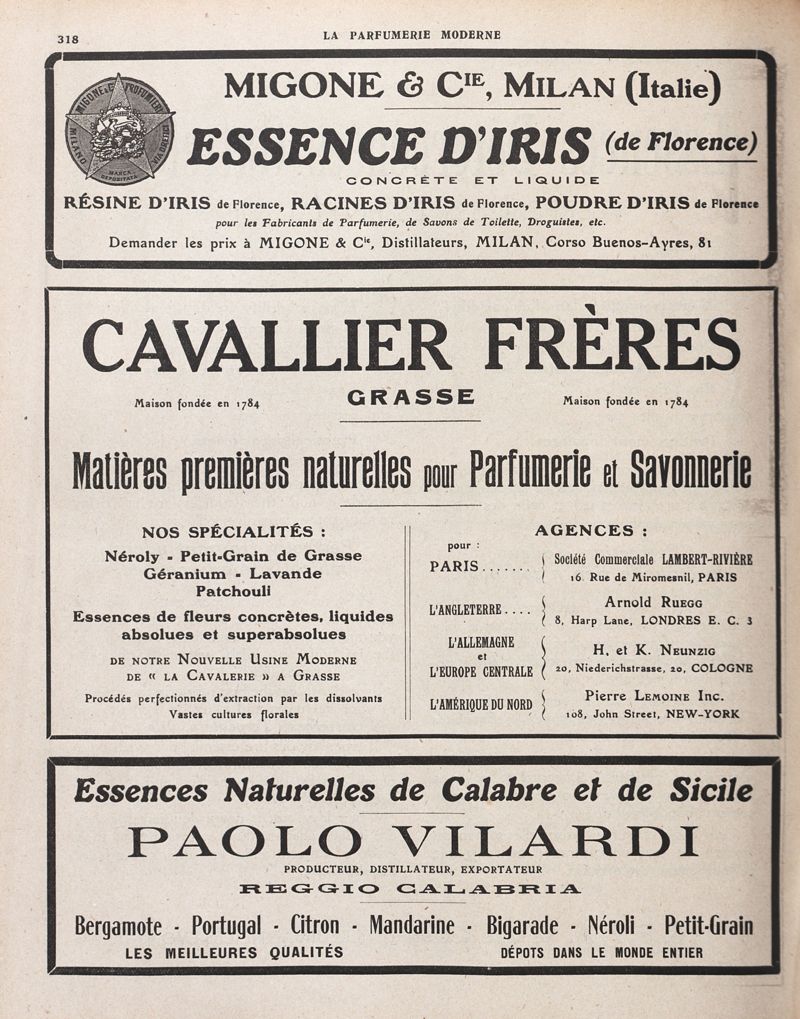 318
LA PARFUMERIE MODERNE
MIGONE & CIE, MILAN (Italie)
MIGONE & C. PROFUMIERI
MILANO
VIA OREFICI
MARCA
DEPOSITATA
ESSENCE D'IRIS (de Florence)
CONCRÈTE ET LIQUIDE
RÉSINE D'IRIS de Florence, RACINES D'IRIS de Florence, POUDRE D'IRIS de Florence
pour les Fabricants de Parfumerie, de Savons de Toilette, Droguistes, etc.
Demander les prix à MIGONE & Cie, Distillateurs, MILAN, Corso Buenos-Ayres, 81
CAVALLIER FRÈRES
Maison fondée en 1784
GRASSE
Maison fondée en 1784
Matières premières naturelles pour Parfumerie et Savonnerie
NOS SPÉCIALITÉS :
Néroly - Petit-Grain de Grasse
Géranium - Lavande
Patchouli
Essences de fleurs concrètes, liquides
absolues et superabsolues
DE NOTRE NOUVELLE USINE MODERNE
DE “ LA CAVALERIE » A GRASSE
Procédés perfectionnés d'extraction par les dissolvants
Vastes cultures florales
AGENCES :
pour :
PARIS....... Société Commerciale LAMBERT-RIVIÈRE
16. Rue de Miromesnil, PARIS
L'ANGLETERRE.... Arnold RUEGG
8, Harp Lane, LONDRES E. C. 3
L'ALLEMAGNE
et
L'EUROPE CENTRALE
H. et K. NEUNZIG
20, Niederichstrasse, 20, COLOGNE
L'AMÉRIQUE DU NORD
Pierre LEMOINE Inc.
108, John Street, NEW-YORK
Essences Naturelles de Calabre et de Sicile
PAOLO VILARDI
PRODUCTEUR, DISTILLATEUR, EXPORTATEUR
REGGIO CALABRIA
Bergamote - Portugal - Citron - Mandarine - Bigarade - Néroli - Petit-Grain
LES MEILLEURES QUALITÉS
DÉPOTS DANS LE MONDE ENTIER